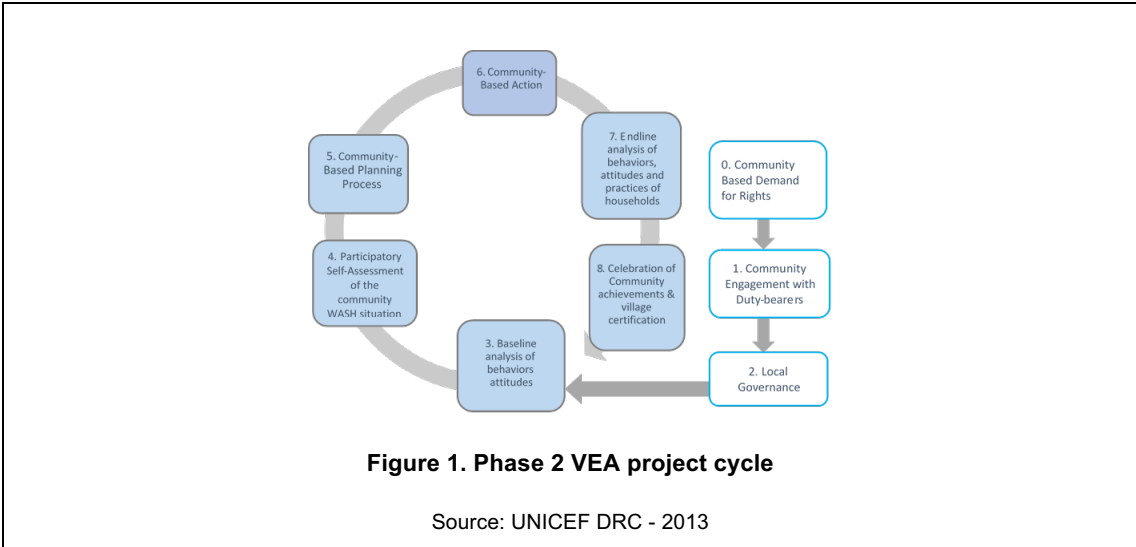 6. Community-
Based Action
7. Endline
analysis of
behaviors,
attitudes and
practices of
households
0. Community
Based Demand
for Rights
5. Community-
Based Planning
Process
4. Participatory
Self-Assessment
of the
community
WASH situation
8. Celebration of
Community
achievements &
village
certification
1. Community
Engagement with
Duty-bearers
3. Baseline
analysis of
behaviors
attitudes
2. Local
Governance
Figure 1. Phase 2 VEA project cycle
Source: UNICEF DRC - 2013